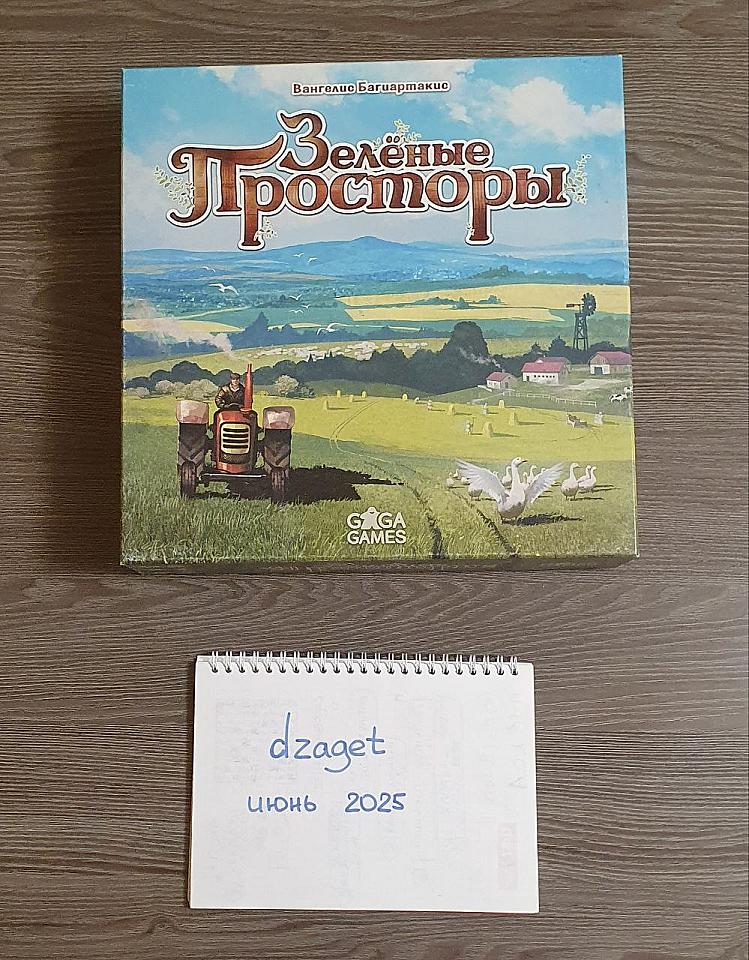 Вангелис Багиартакис
Зелёные
Просторы
GAGA
GAMES
dzaget
июнь 2025